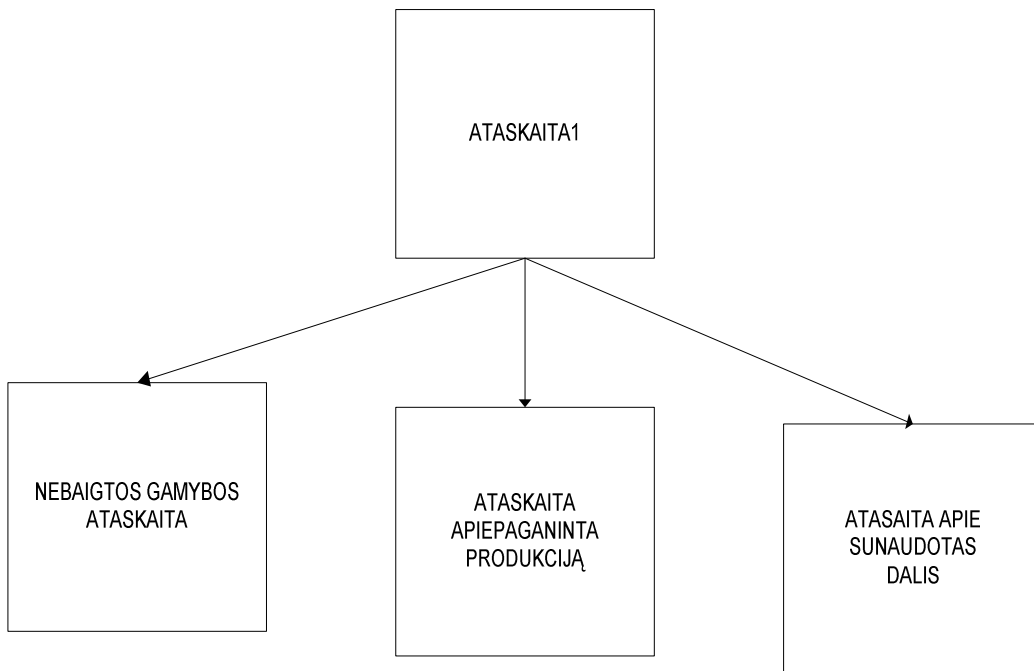 ATASKAITA1
NEBAIGTOS GAMYBOS
ATASKAITA
ATASKAITA
APIEPAGANINTA
PRODUKCIJĄ
ATASAITA APIE
SUNAUDOTAS
DALIS